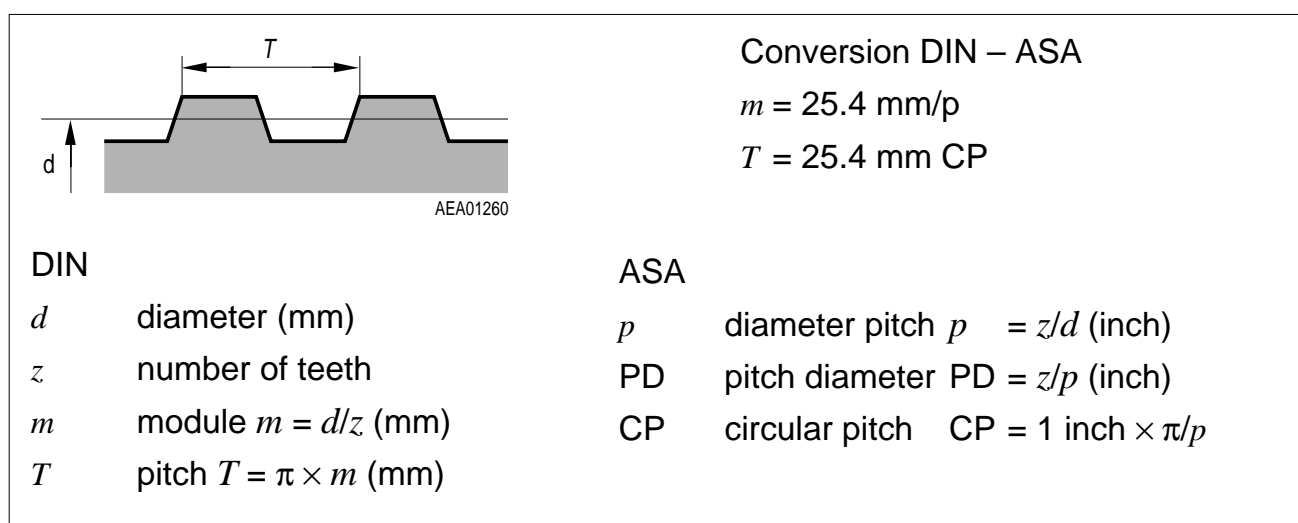 T
d
AEA01260
Conversion DIN – ASA
m = 25.4 mm/p
T = 25.4 mm CP
DIN
d diameter (mm)
z number of teeth
m module m = d/z (mm)
T pitch T = π × m (mm)
ASA
p diameter pitch p = z/d (inch)
PD pitch diameter PD = z/p (inch)
CP circular pitch CP = 1 inch × π/p